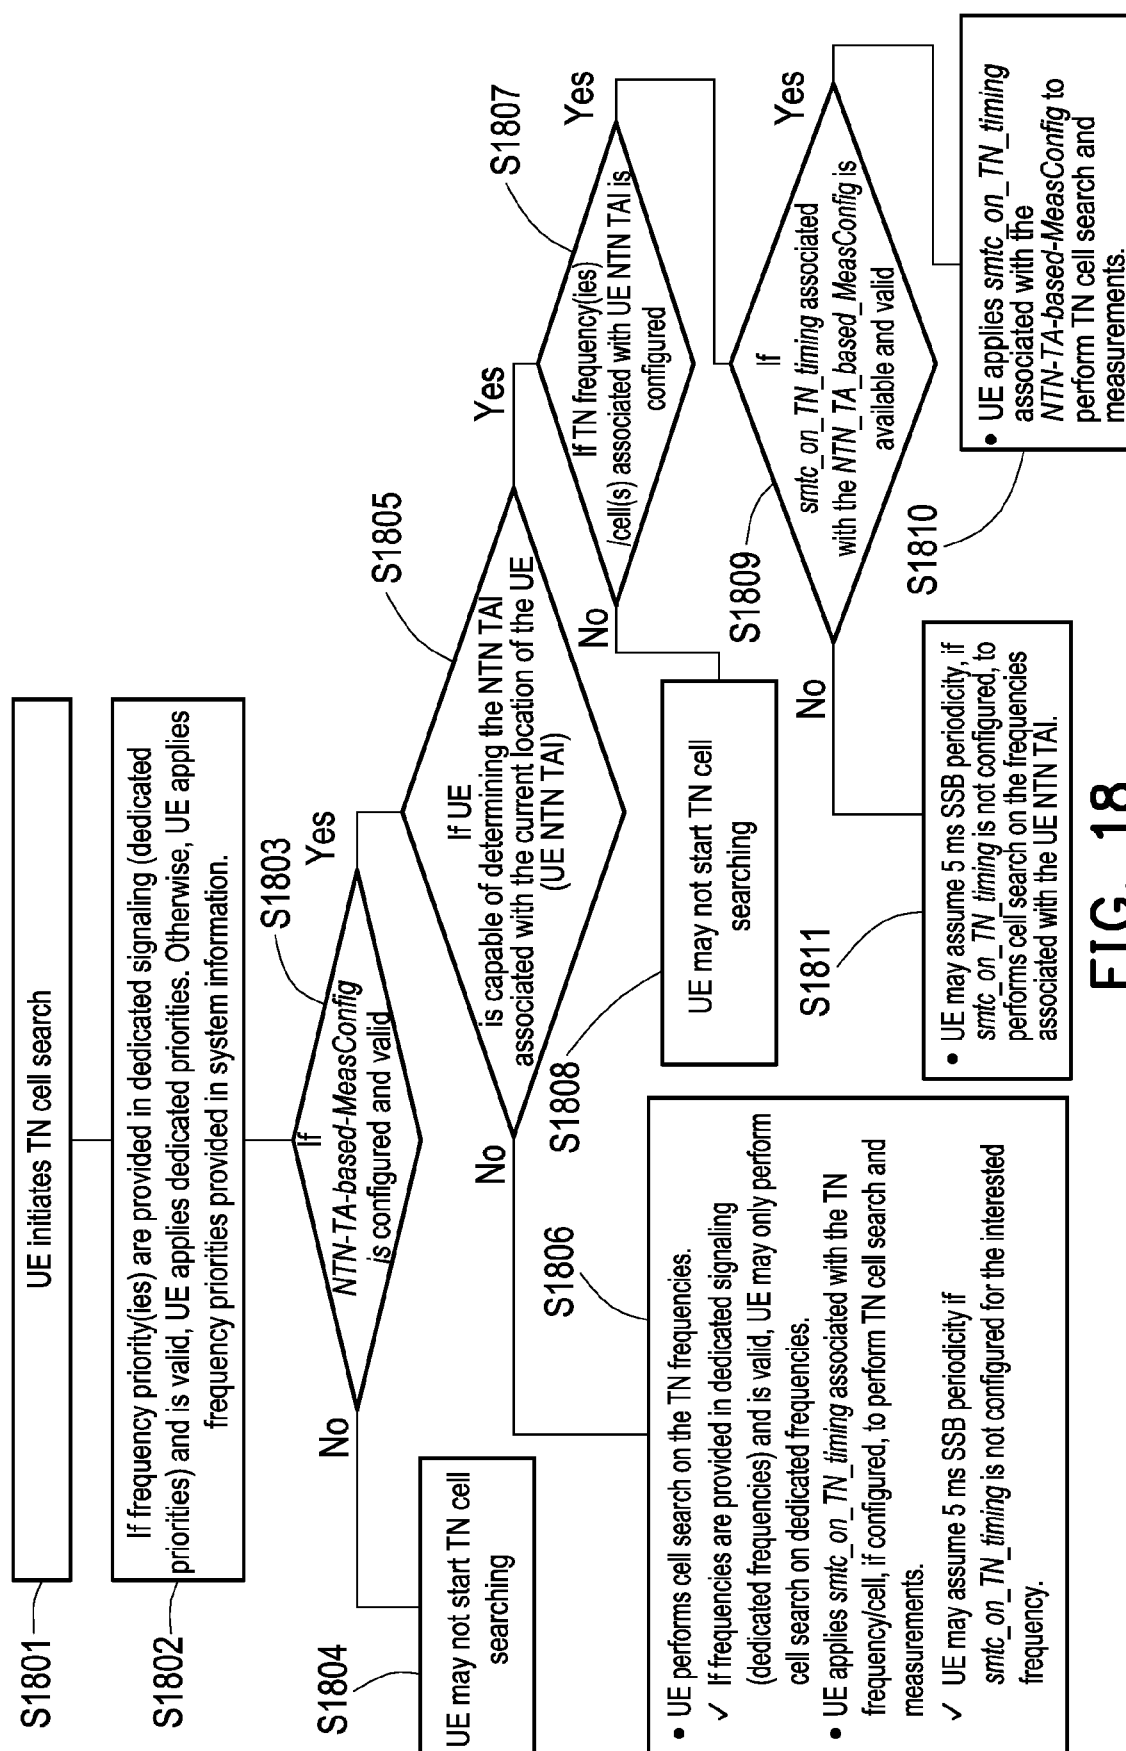 S1801
UE initiates TN cell search
S1802
If frequency priority(ies) are provided in dedicated signaling (dedicated
priorities) and is valid, UE applies dedicated priorities. Otherwise, UE applies
frequency priorities provided in system information.
S1803
If
NTN-TA-based-MeasConfig
is configured and valid
No
Yes
S1804
UE may not start TN cell
searching
S1805
If UE
is capable of determining the NTN TAI
associated with the current location of the UE
(UE NTN TAI)
No
Yes
S1806
• UE performs cell search on the TN frequencies.
✓ If frequencies are provided in dedicated signaling
(dedicated frequencies) and is valid, UE may only perform
cell search on dedicated frequencies.
• UE applies smtc_on_TN_timing associated with the TN
frequency/cell, if configured, to perform TN cell search and
measurements.
✓ UE may assume 5 ms SSB periodicity if
smtc_on_TN_timing is not configured for the interested
frequency.
S1807
If TN frequency(ies)
/cell(s) associated with UE NTN TAI is
configured
No
Yes
S1808
UE may not start TN cell
searching
S1809
If
smtc_on_TN_timing associated
with the NTN_TA_based_MeasConfig is
available and valid
No
Yes
S1810
• UE applies smtc_on_TN_timing
associated with the
NTN-TA-based-MeasConfig to
perform TN cell search and
measurements.
S1811
• UE may assume 5 ms SSB periodicity, if
smtc_on_TN_timing is not configured, to
performs cell search on the frequencies
associated with the UE NTN TAI.
FIG. 18